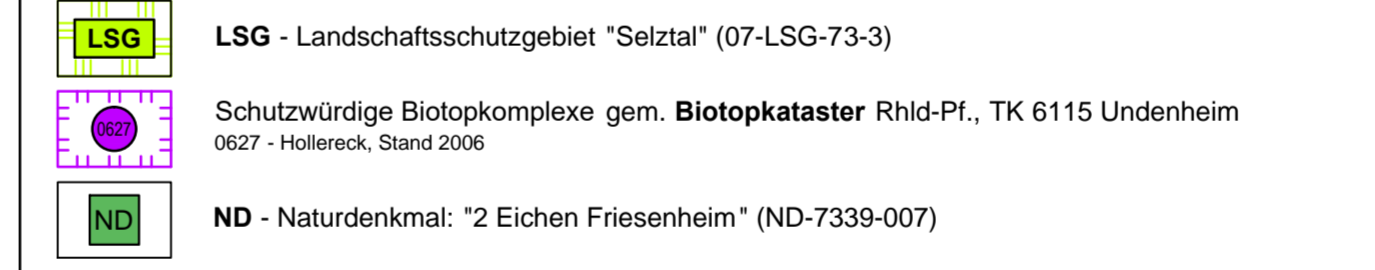 LSG LSG - Landschaftsschutzgebiet "Selztal" (07-LSG-73-3)
0627 Schutzwürdige Biotopkomplexe gem. Biotopkataster Rhld-Pf., TK 6115 Undenheim
0627 - Hollereck, Stand 2006
ND ND - Naturdenkmal: "2 Eichen Friesenheim" (ND-7339-007)